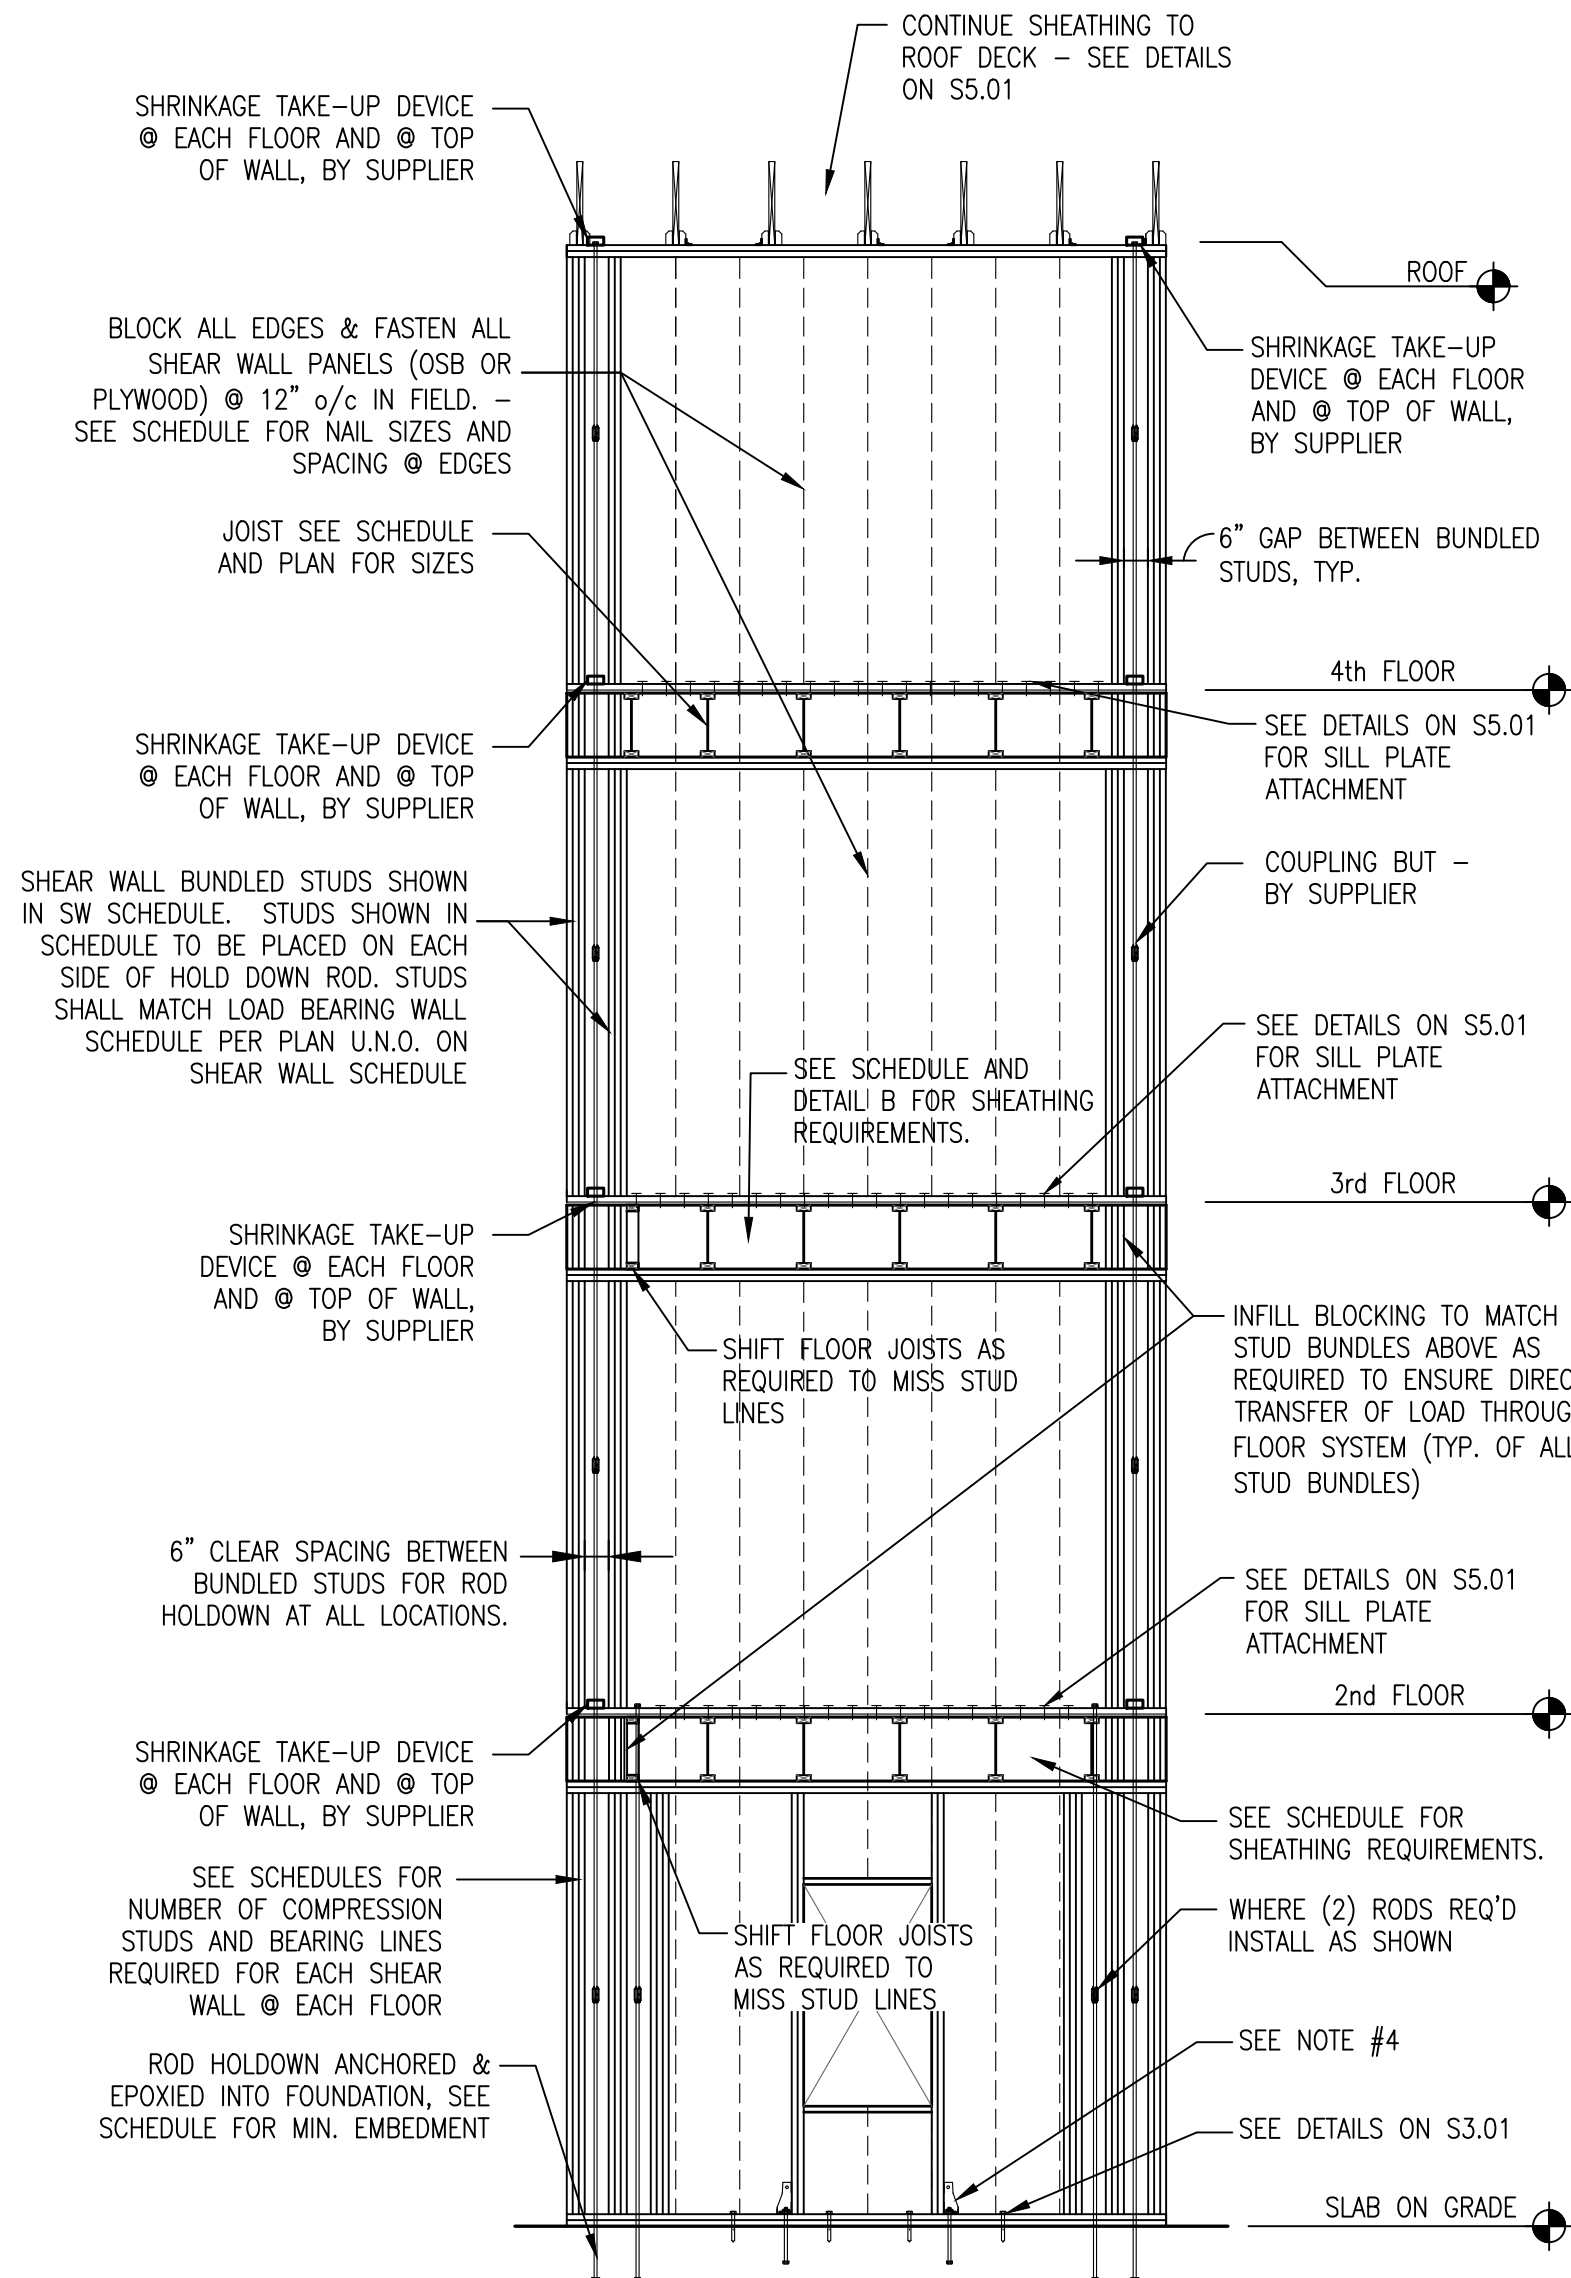 CONTINUE SHEATHING TO
ROOF DECK – SEE DETAILS
ON S5.01
SHRINKAGE TAKE–UP DEVICE
@ EACH FLOOR AND @ TOP
OF WALL, BY SUPPLIER
ROOF
BLOCK ALL EDGES & FASTEN ALL
SHEAR WALL PANELS (OSB OR
PLYWOOD) @ 12" o/c IN FIELD. –
SEE SCHEDULE FOR NAIL SIZES AND
SPACING @ EDGES
SHRINKAGE TAKE–UP
DEVICE @ EACH FLOOR
AND @ TOP OF WALL,
BY SUPPLIER
JOIST SEE SCHEDULE
AND PLAN FOR SIZES
6" GAP BETWEEN BUNDLED
STUDS, TYP.
4th FLOOR
SHRINKAGE TAKE–UP DEVICE
@ EACH FLOOR AND @ TOP
OF WALL, BY SUPPLIER
SEE DETAILS ON S5.01
FOR SILL PLATE
ATTACHMENT
COUPLING BUT –
BY SUPPLIER
SHEAR WALL BUNDLED STUDS SHOWN
IN SW SCHEDULE. STUDS SHOWN IN
SCHEDULE TO BE PLACED ON EACH
SIDE OF HOLD DOWN ROD. STUDS
SHALL MATCH LOAD BEARING WALL
SCHEDULE PER PLAN U.N.O. ON
SHEAR WALL SCHEDULE
SEE DETAILS ON S5.01
FOR SILL PLATE
ATTACHMENT
SEE SCHEDULE AND
DETAIL B FOR SHEATHING
REQUIREMENTS.
3rd FLOOR
SHRINKAGE TAKE–UP
DEVICE @ EACH FLOOR
AND @ TOP OF WALL,
BY SUPPLIER
SHIFT FLOOR JOISTS AS
REQUIRED TO MISS STUD
LINES
INFILL BLOCKING TO MATCH
STUD BUNDLES ABOVE AS
REQUIRED TO ENSURE DIREC
TRANSFER OF LOAD THROUG
FLOOR SYSTEM (TYP. OF ALL
STUD BUNDLES)
6" CLEAR SPACING BETWEEN
BUNDLED STUDS FOR ROD
HOLDOWN AT ALL LOCATIONS.
SEE DETAILS ON S5.01
FOR SILL PLATE
ATTACHMENT
2nd FLOOR
SHRINKAGE TAKE–UP DEVICE
@ EACH FLOOR AND @ TOP
OF WALL, BY SUPPLIER
SEE SCHEDULE FOR
SHEATHING REQUIREMENTS.
SEE SCHEDULES FOR
NUMBER OF COMPRESSION
STUDS AND BEARING LINES
REQUIRED FOR EACH SHEAR
WALL @ EACH FLOOR
SHIFT FLOOR JOISTS
AS REQUIRED TO
MISS STUD LINES
WHERE (2) RODS REQ'D
INSTALL AS SHOWN
ROD HOLDOWN ANCHORED &
EPOXIED INTO FOUNDATION, SEE
SCHEDULE FOR MIN. EMBEDMENT
SEE NOTE #4
SEE DETAILS ON S3.01
SLAB ON GRADE